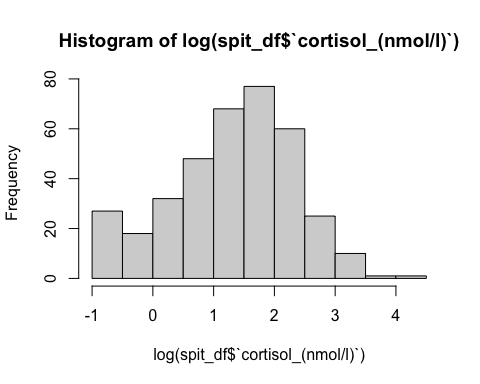 Histogram of log(spit_df$`cortisol_(nmol/l)`)
Frequency
80
60
40
20
0
-1 0 1 2 3 4
log(spit_df$`cortisol_(nmol/l)`)